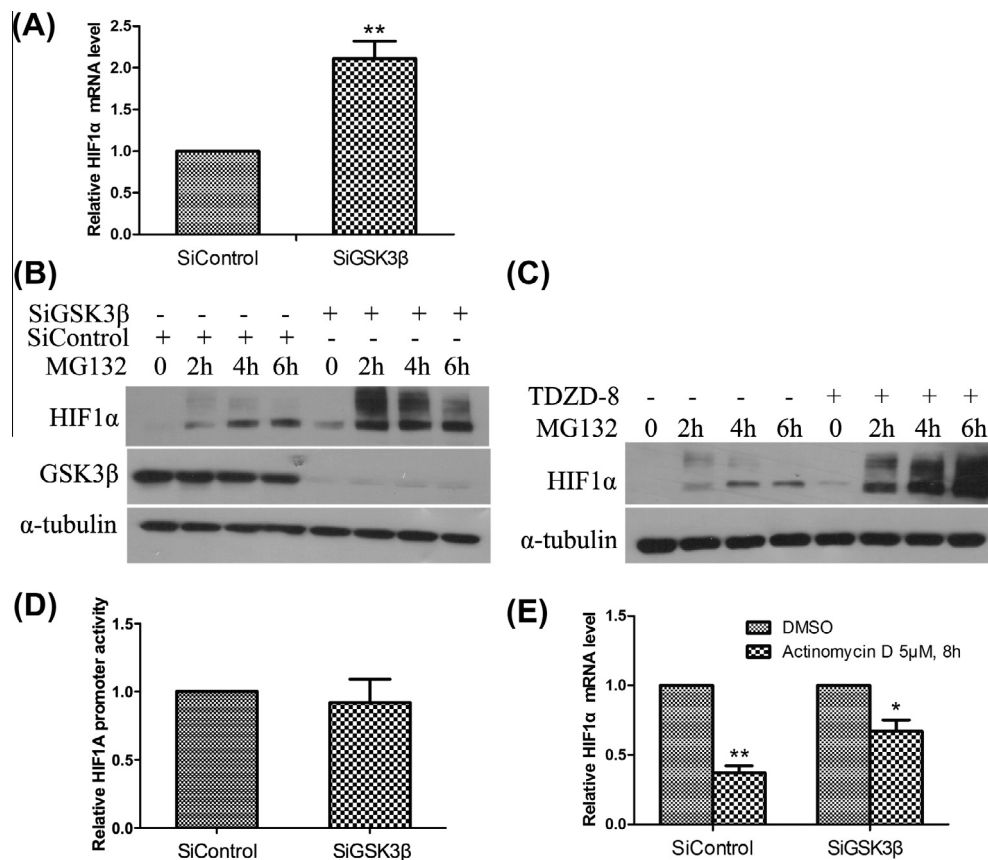 (A)
Relative HIF1α mRNA level
2.5
2.0
1.5
1.0
0.5
0.0
**
SiControl
SiGSK3β
(B)
SiGSK3β - - - - + + + +
SiControl + + + + - - - -
MG132 0 2h 4h 6h 0 2h 4h 6h
HIF1α
GSK3β
α-tubulin
(C)
TDZD-8 - - - - + + + +
MG132 0 2h 4h 6h 0 2h 4h 6h
HIF1α
α-tubulin
(D)
Relative HIF1A promoter activity
1.5
1.0
0.5
0.0
SiControl
SiGSK3β
(E)
Relative HIF1α mRNA level
1.5
1.0
0.5
0.0
DMSO
Actinomycin D 5μM, 8h
**
*
SiControl
SiGSK3β